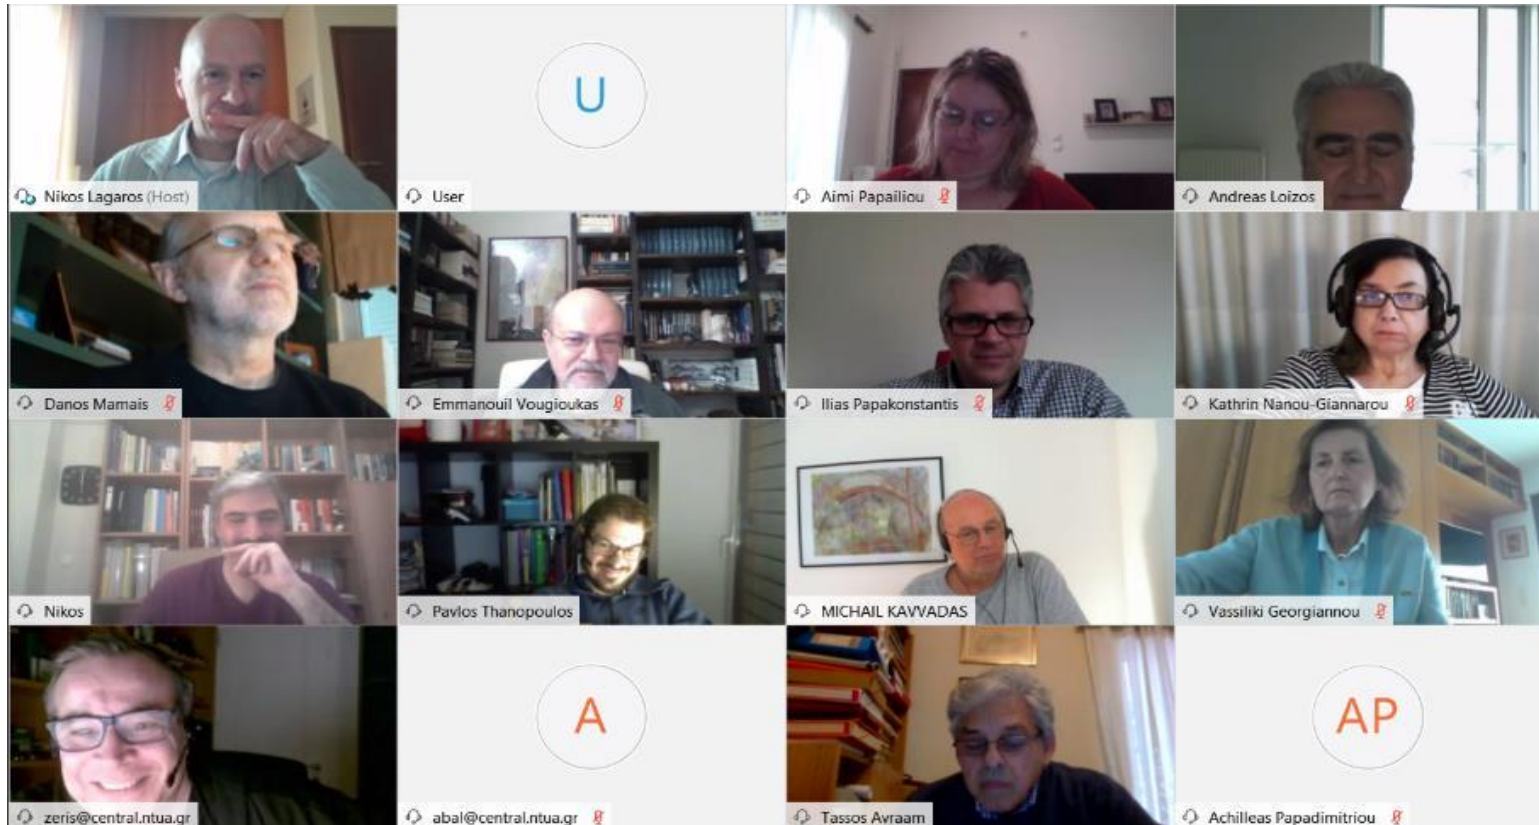 Nikos Lagaros (Host)
U
User
Aimi Papailiou
Andreas Loizos
Danos Mamais
Emmanouil Vougioukas
Ilias Papakonstantis
Kathrin Nanou-Giannarou
Nikos
Pavlos Thanopoulos
MICHAIL KAVVADAS
Vassiliki Georgiannou
zeris@central.ntua.gr
A
abal@central.ntua.gr
Tassos Avraam
AP
Achilleas Papadimitriou